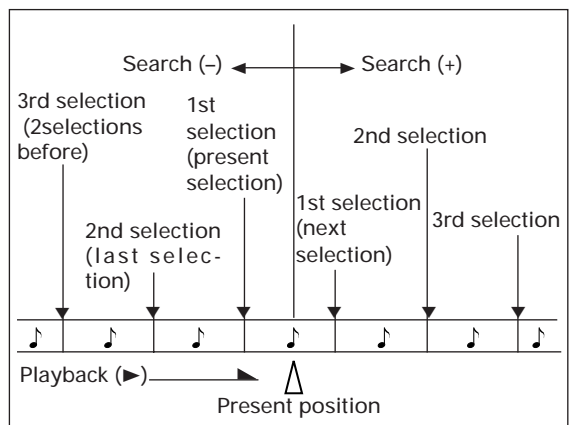 Search (–)
Search (+)
3rd selection
(2selections
before)
1st
selection
(present
selection)
2nd selection
2nd selection
(last selec-
tion)
1st selection
(next
selection)
3rd selection
Playback (►)
Present position